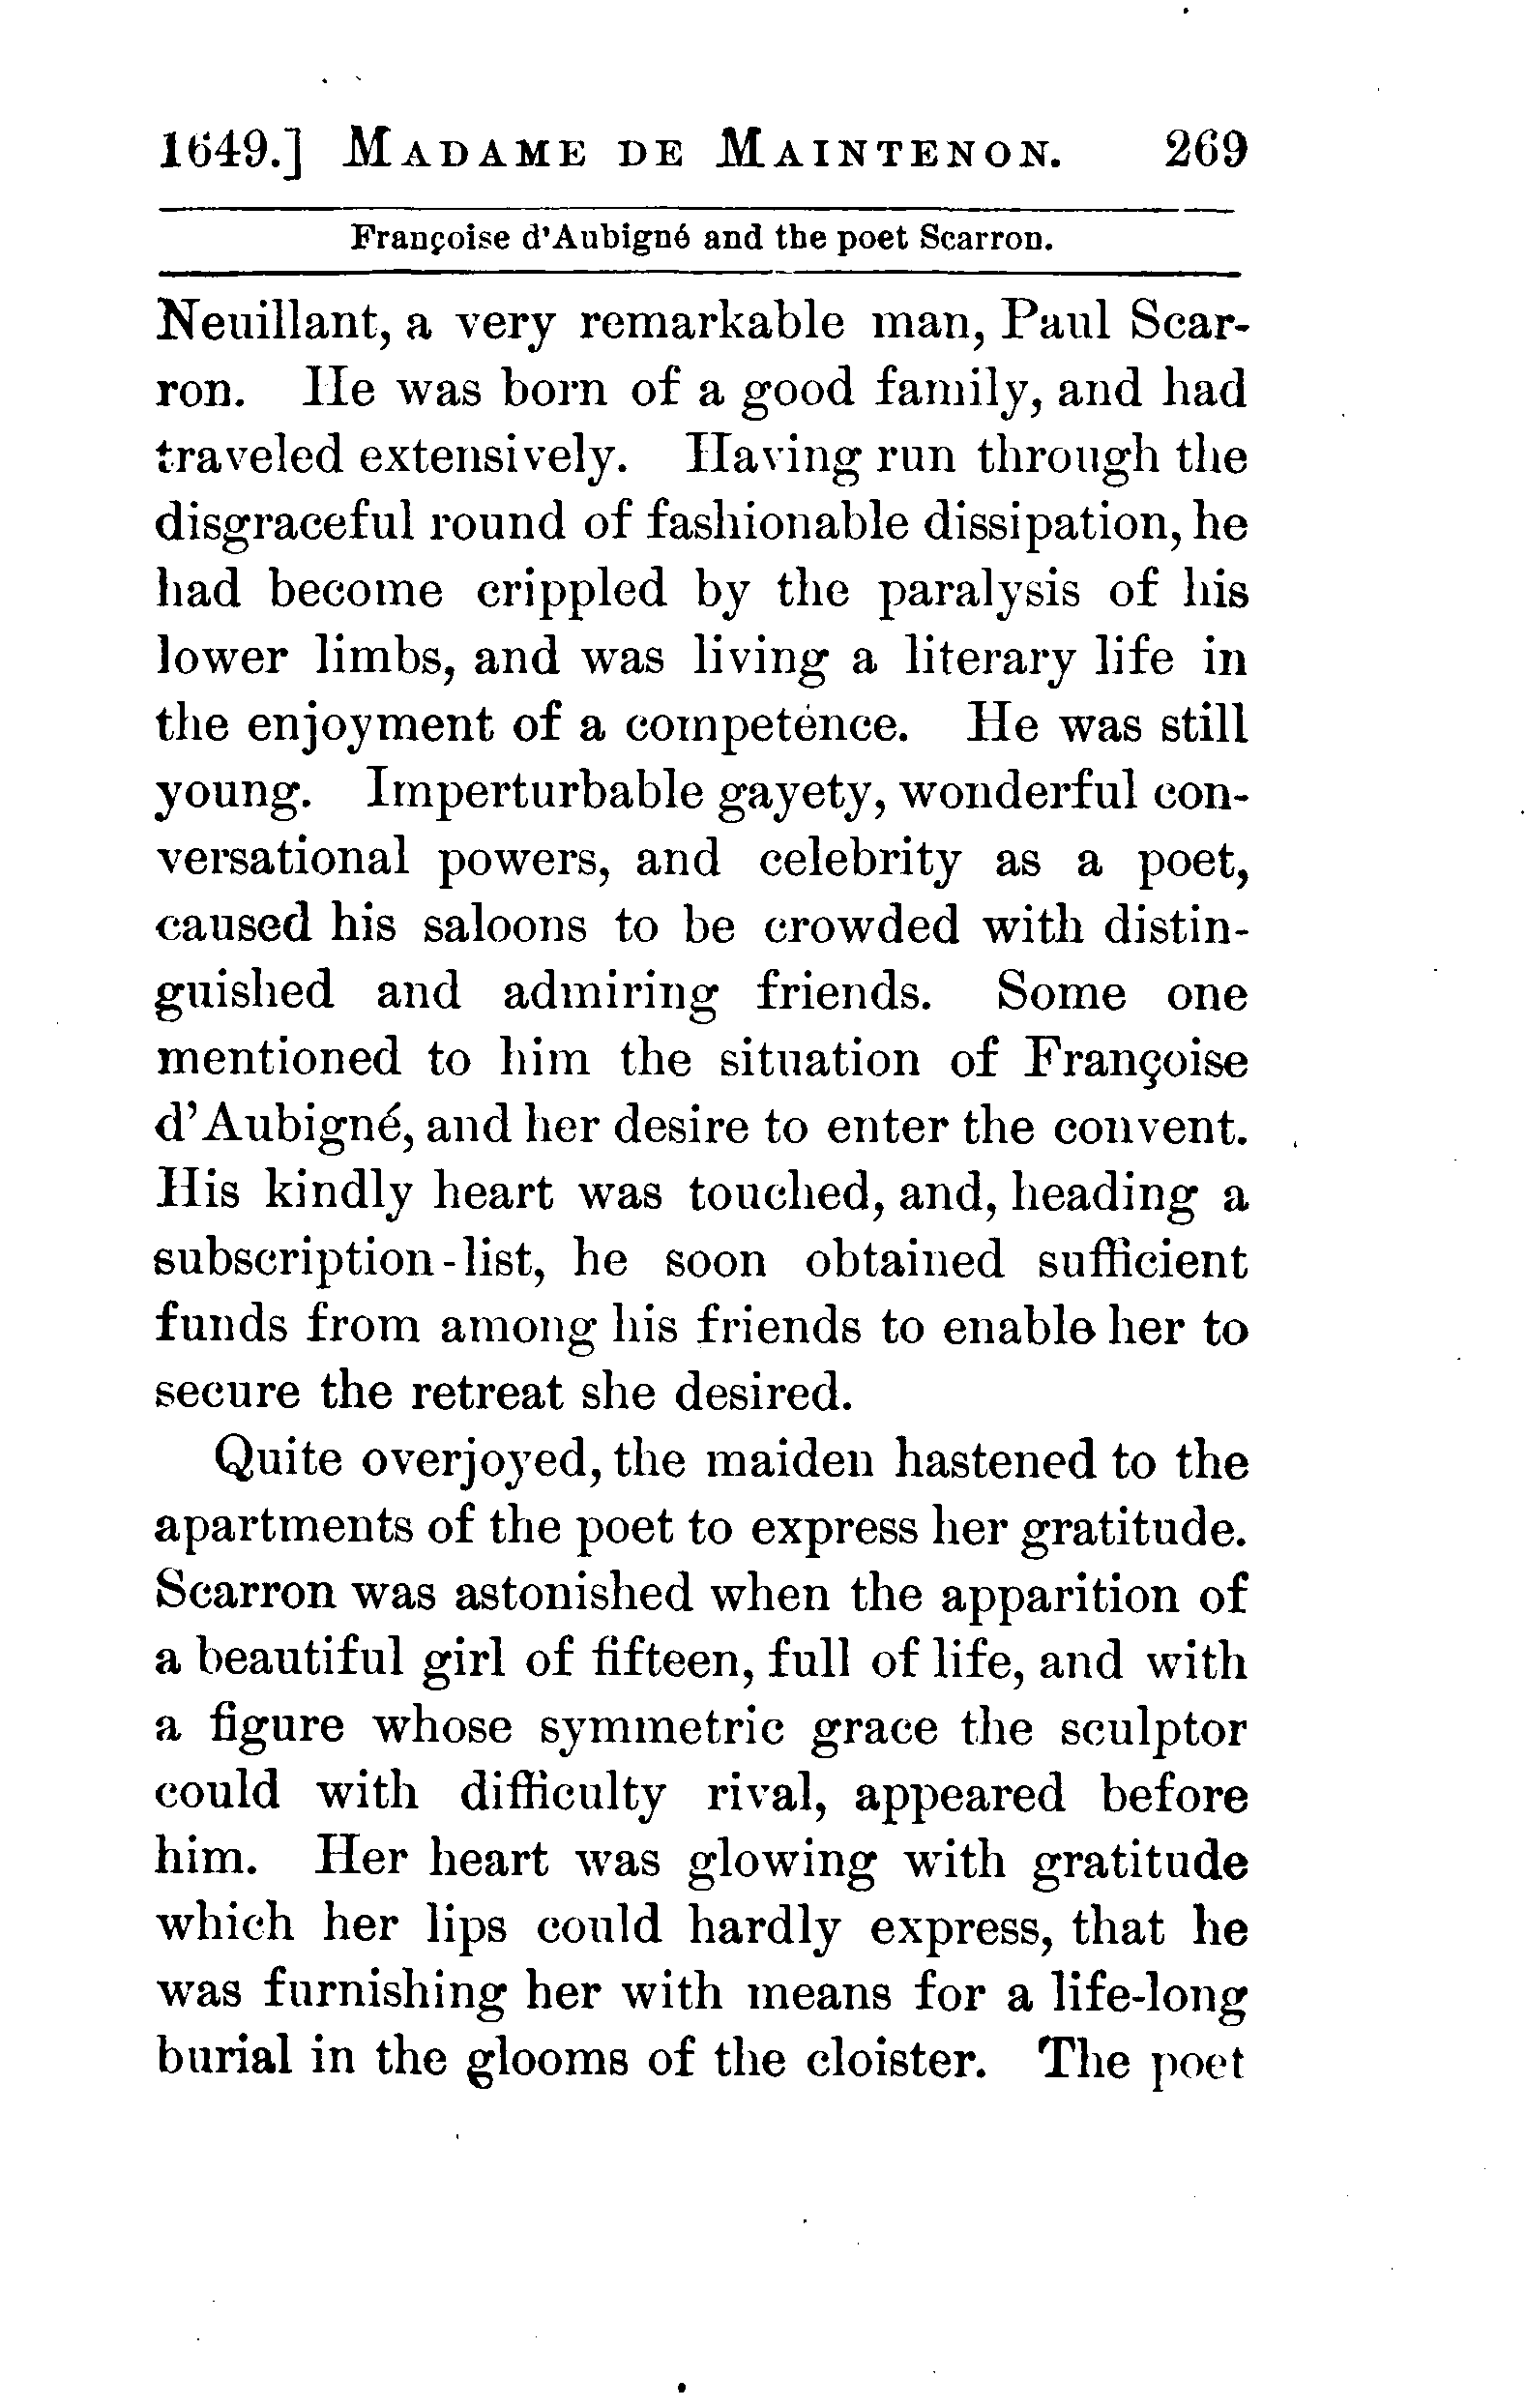 1649.] MADAME DE MAINTENON. 269
Françoise d'Aubigné and the poet Scarron.
Neuillant, a very remarkable man, Paul Scar-
ron. He was born of a good family, and had
traveled extensively. Having run through the
disgraceful round of fashionable dissipation, he
had become crippled by the paralysis of his
lower limbs, and was living a literary life in
the enjoyment of a competence. He was still
young. Imperturbable gayety, wonderful con-
versational powers, and celebrity as a poet,
caused his saloons to be crowded with distin-
guished and admiring friends. Some one
mentioned to him the situation of Françoise
d'Aubigné, and her desire to enter the convent.
His kindly heart was touched, and, heading a
subscription-list, he soon obtained sufficient
funds from among his friends to enable her to
secure the retreat she desired.
Quite overjoyed, the maiden hastened to the
apartments of the poet to express her gratitude.
Scarron was astonished when the apparition of
a beautiful girl of fifteen, full of life, and with
a figure whose symmetric grace the sculptor
could with difficulty rival, appeared before
him. Her heart was glowing with gratitude
which her lips could hardly express, that he
was furnishing her with means for a life-long
burial in the glooms of the cloister. The poet